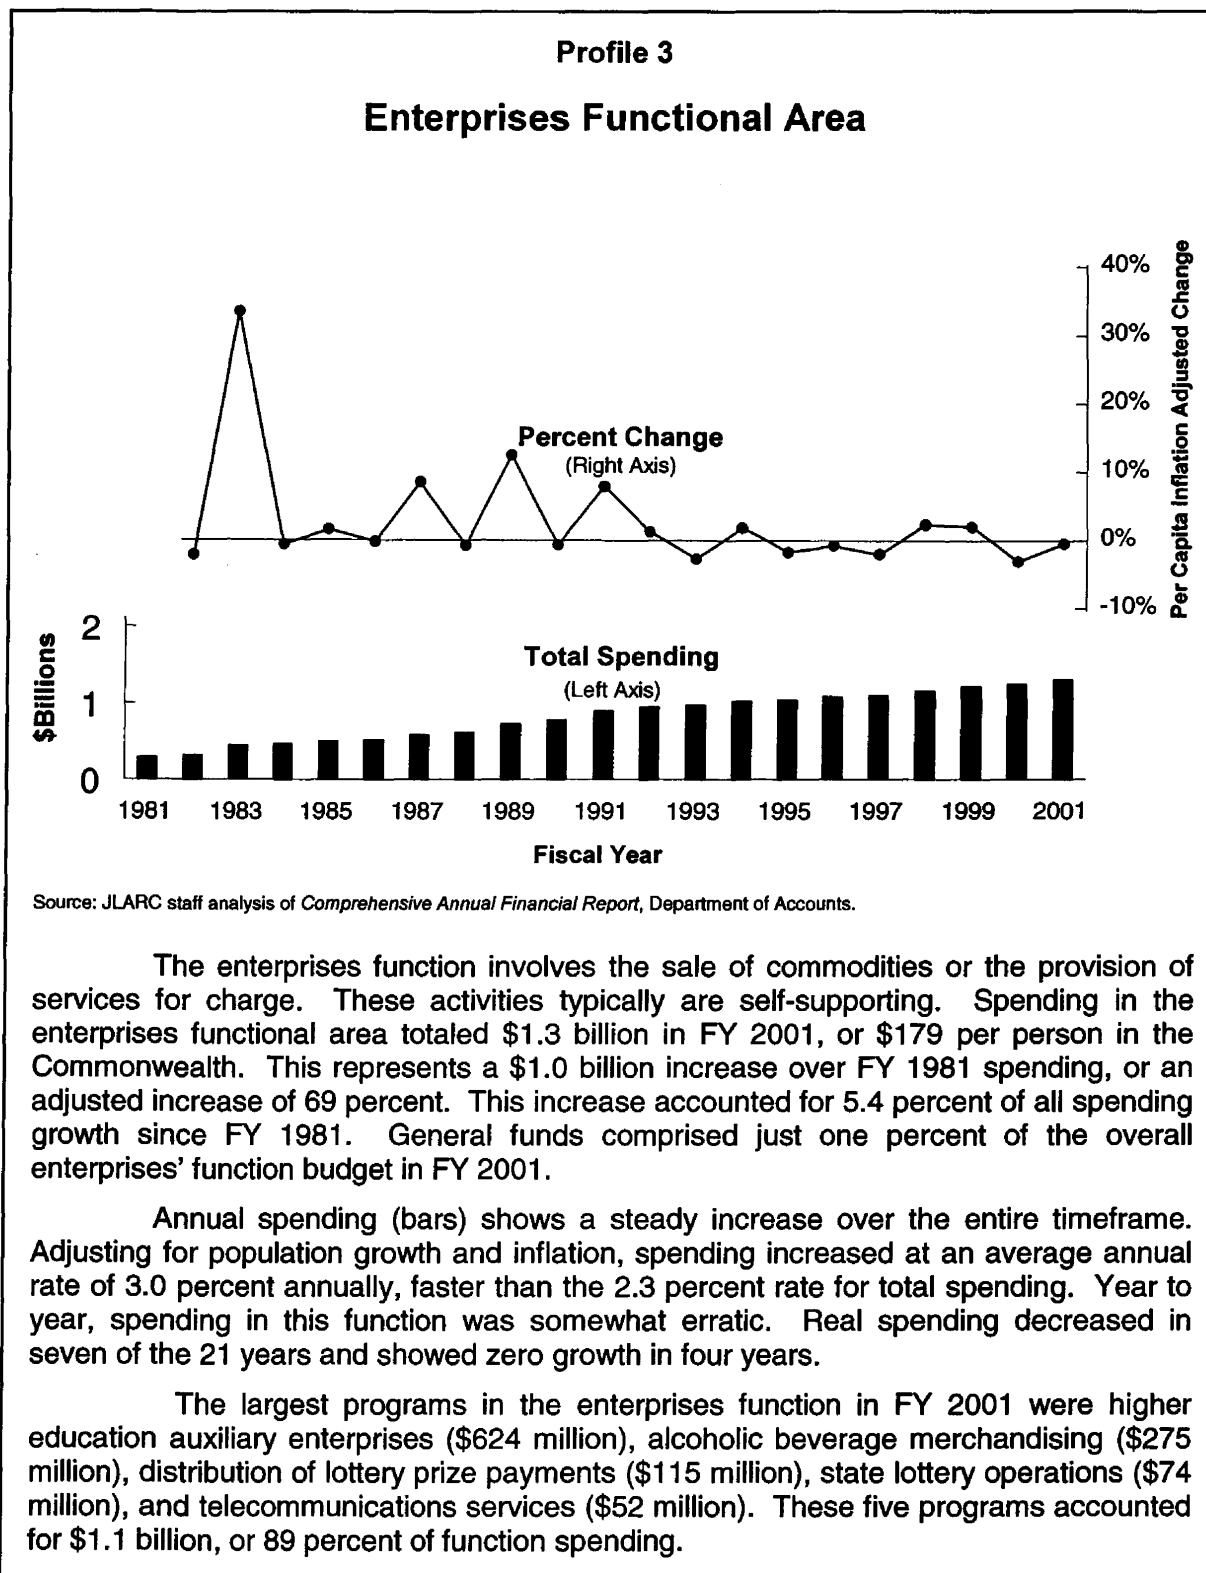 Profile 3
Enterprises Functional Area
40%
30%
20%
10%
0%
-10%
Per Capita Inflation Adjusted Change
Percent Change
(Right Axis)
2
1
0
$Billions
Total Spending
(Left Axis)
1981 1983 1985 1987 1989 1991 1993 1995 1997 1999 2001
Fiscal Year
Source: JLARC staff analysis of Comprehensive Annual Financial Report, Department of Accounts.
The enterprises function involves the sale of commodities or the provision of
services for charge. These activities typically are self-supporting. Spending in the
enterprises functional area totaled $1.3 billion in FY 2001, or $179 per person in the
Commonwealth. This represents a $1.0 billion increase over FY 1981 spending, or an
adjusted increase of 69 percent. This increase accounted for 5.4 percent of all spending
growth since FY 1981. General funds comprised just one percent of the overall
enterprises' function budget in FY 2001.
Annual spending (bars) shows a steady increase over the entire timeframe.
Adjusting for population growth and inflation, spending increased at an average annual
rate of 3.0 percent annually, faster than the 2.3 percent rate for total spending. Year to
year, spending in this function was somewhat erratic. Real spending decreased in
seven of the 21 years and showed zero growth in four years.
The largest programs in the enterprises function in FY 2001 were higher
education auxiliary enterprises ($624 million), alcoholic beverage merchandising ($275
million), distribution of lottery prize payments ($115 million), state lottery operations ($74
million), and telecommunications services ($52 million). These five programs accounted
for $1.1 billion, or 89 percent of function spending.